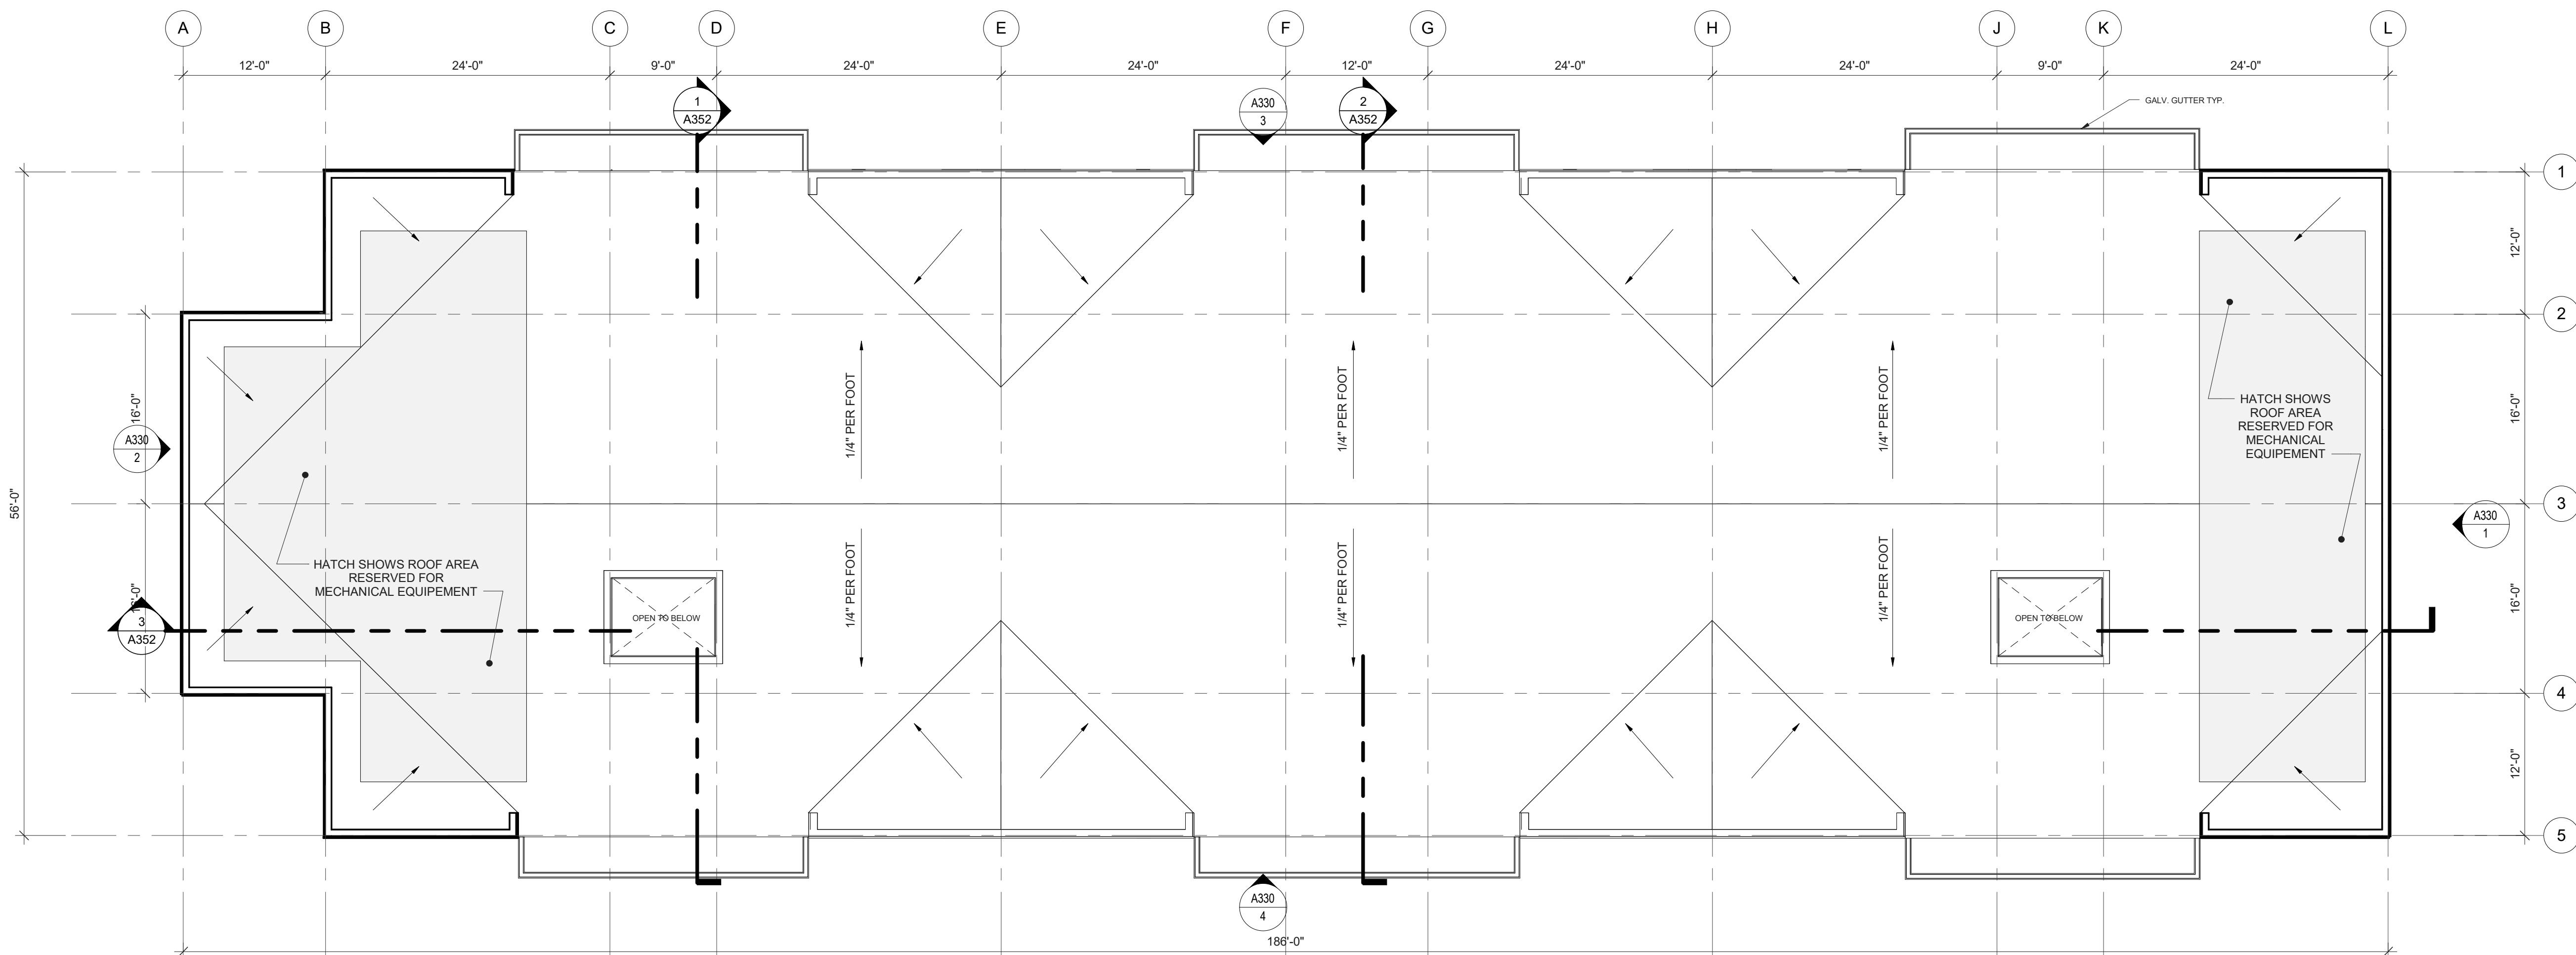 A
B
C
D
E
F
G
H
J
K
L
12'-0"
24'-0"
9'-0"
24'-0"
24'-0"
12'-0"
24'-0"
24'-0"
9'-0"
24'-0"
1
A352
A330
3
2
A352
GALV. GUTTER TYP.
1
12'-0"
2
16'-0"
3
16'-0"
4
12'-0"
5
56'-0"
16'-0"
16'-0"
A330
2
3
A352
A330
1
A330
4
1/4" PER FOOT
1/4" PER FOOT
1/4" PER FOOT
1/4" PER FOOT
1/4" PER FOOT
1/4" PER FOOT
HATCH SHOWS
ROOF AREA
RESERVED FOR
MECHANICAL
EQUIPEMENT
HATCH SHOWS ROOF AREA
RESERVED FOR
MECHANICAL EQUIPEMENT
OPEN TO BELOW
OPEN TO BELOW
186'-0"